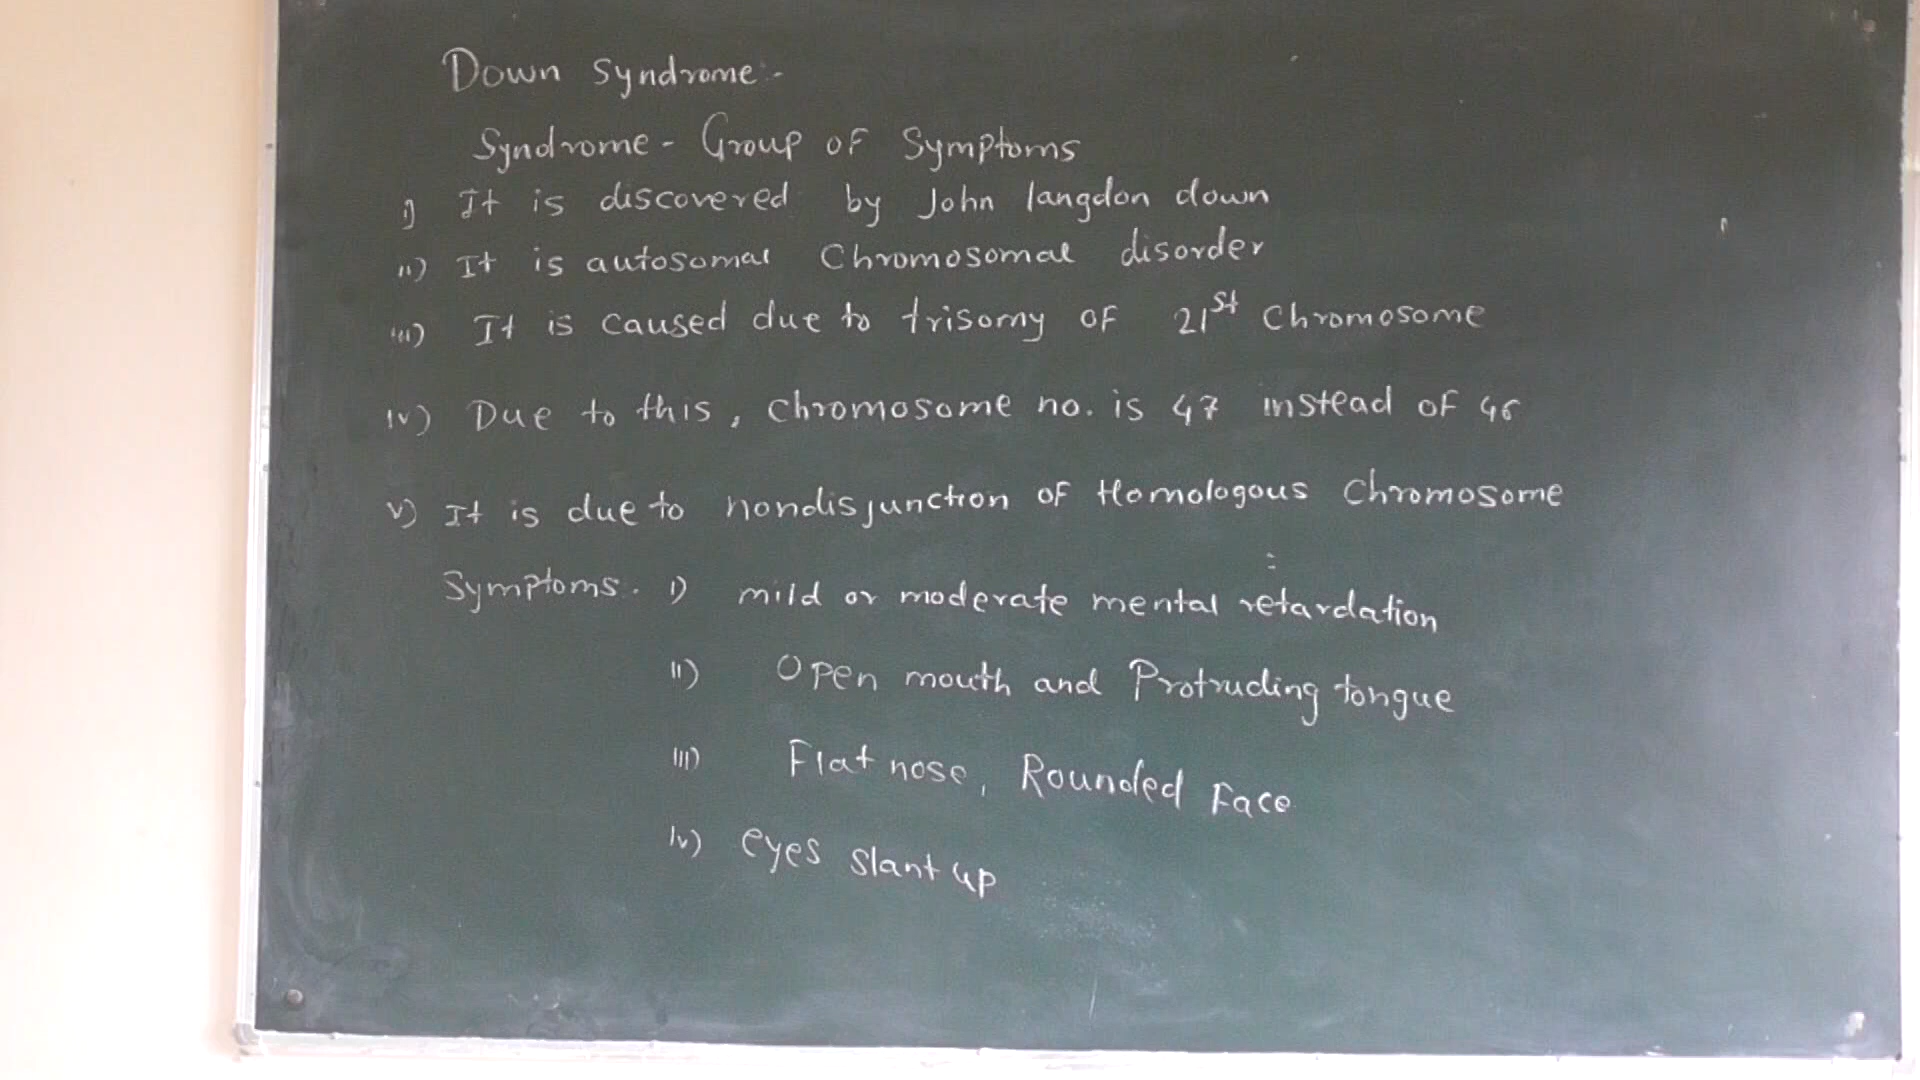 Down Syndrome:-
Syndrome - Group of Symptoms
i) It is discovered by John langdon down
ii) It is autosomal Chromosomal disorder
iii) It is caused due to trisomy of 21st Chromosome
iv) Due to this, chromosome no. is 47 instead of 46
v) It is due to nondisjunction of Homologous Chromosome
Symptoms. i) mild or moderate mental retardation
ii) Open mouth and Protruding tongue
iii) Flat nose, Rounded Face
iv) eyes slant up